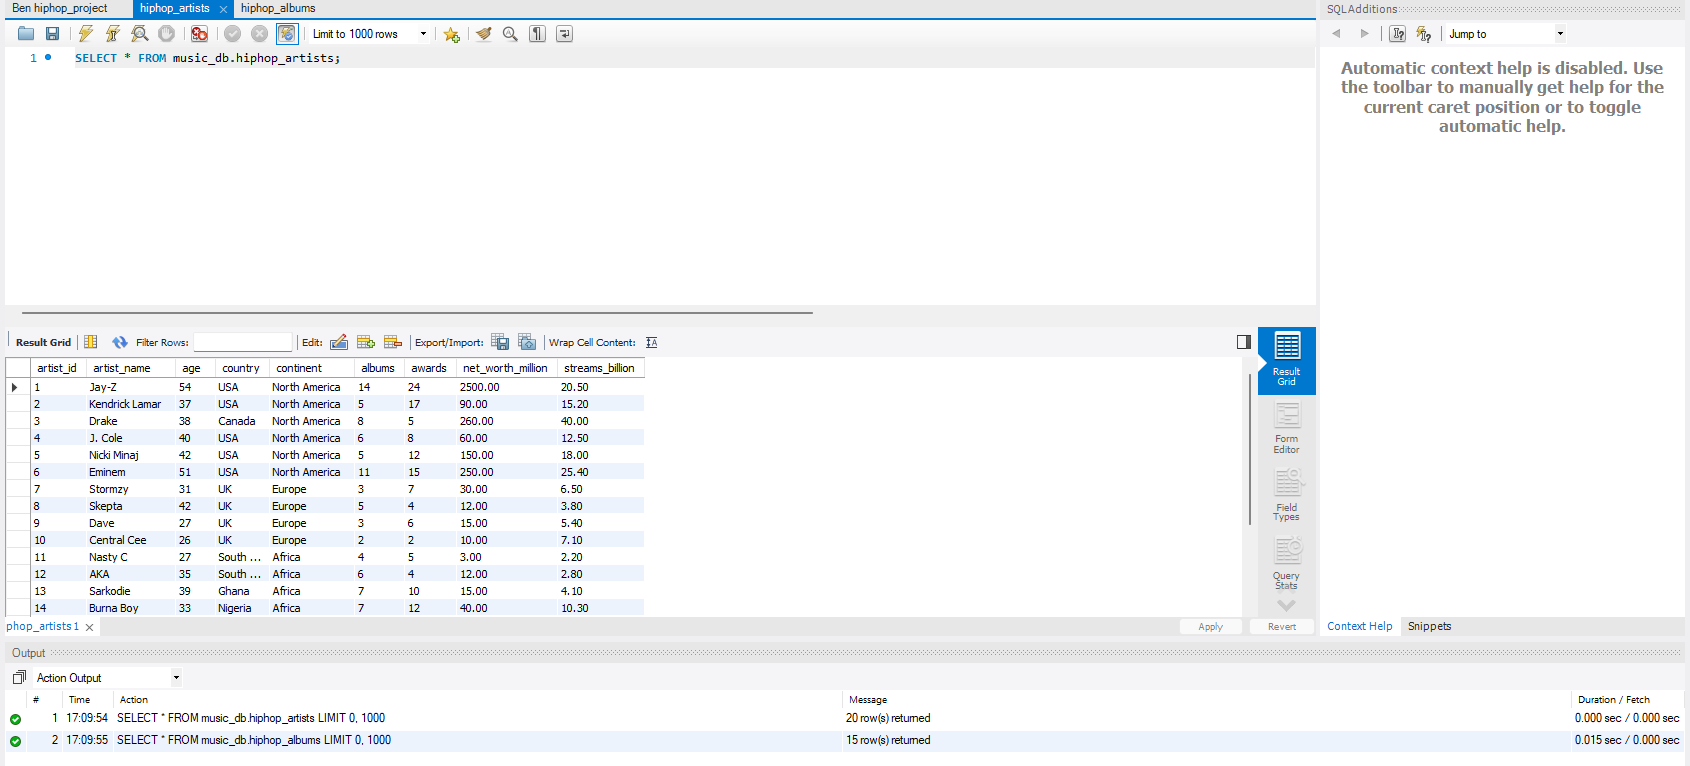 Ben hiphop_project hiphop_artists hiphop_albums
SQLAdditions
Limit to 1000 rows
Jump to
1 SELECT * FROM music_db.hiphop_artists;
Automatic context help is disabled. Use
the toolbar to manually get help for the
current caret position or to toggle
automatic help.
Result Grid Filter Rows: Edit: Export/Import: Wrap Cell Content:
artist_id artist_name age country continent albums awards net_worth_million streams_billion
1 Jay-Z 54 USA North America 14 24 2500.00 20.50
2 Kendrick Lamar 37 USA North America 5 17 90.00 15.20
3 Drake 38 Canada North America 8 5 260.00 40.00
4 J. Cole 40 USA North America 6 8 60.00 12.50
5 Nicki Minaj 42 USA North America 5 12 150.00 18.00
6 Eminem 51 USA North America 11 15 250.00 25.40
7 Stormzy 31 UK Europe 3 7 30.00 6.50
8 Skepta 42 UK Europe 5 4 12.00 3.80
9 Dave 27 UK Europe 3 6 15.00 5.40
10 Central Cee 26 UK Europe 2 2 10.00 7.10
11 Nasty C 27 South ... Africa 4 5 3.00 2.20
12 AKA 35 South ... Africa 6 4 12.00 2.80
13 Sarkodie 39 Ghana Africa 7 10 15.00 4.10
14 Burna Boy 33 Nigeria Africa 7 12 40.00 10.30
Result
Grid
Form
Editor
Field
Types
Query
Stats
phop_artists 1
Apply Revert
Context Help Snippets
Output
Action Output
# Time Action Message Duration / Fetch
1 17:09:54 SELECT * FROM music_db.hiphop_artists LIMIT 0, 1000 20 row(s) returned 0.000 sec / 0.000 sec
2 17:09:55 SELECT * FROM music_db.hiphop_albums LIMIT 0, 1000 15 row(s) returned 0.015 sec / 0.000 sec